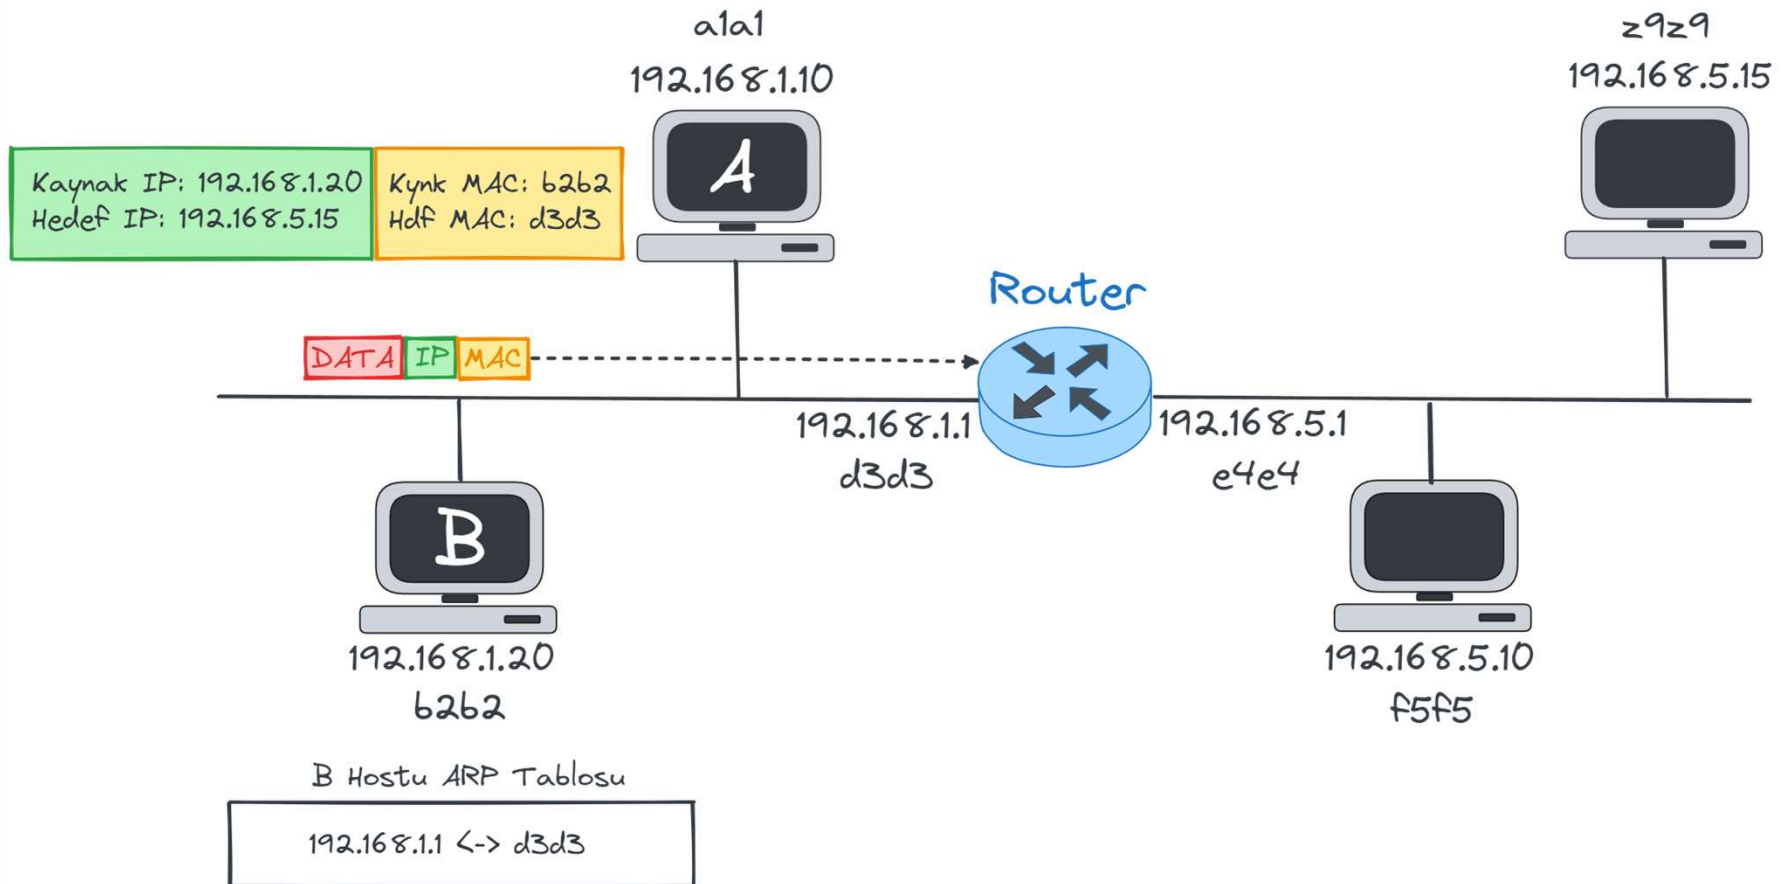 a1a1
192.168.1.10
z9z9
192.168.5.15
Kaynak IP: 192.168.1.20
Hedef IP: 192.168.5.15
Kynk MAC: b2b2
Hdf MAC: d3d3
A
Router
DATA IP MAC
192.168.1.1
d3d3
192.168.5.1
e4e4
B
192.168.1.20
b2b2
192.168.5.10
f5f5
B Hostu ARP Tablosu
192.168.1.1 <-> d3d3